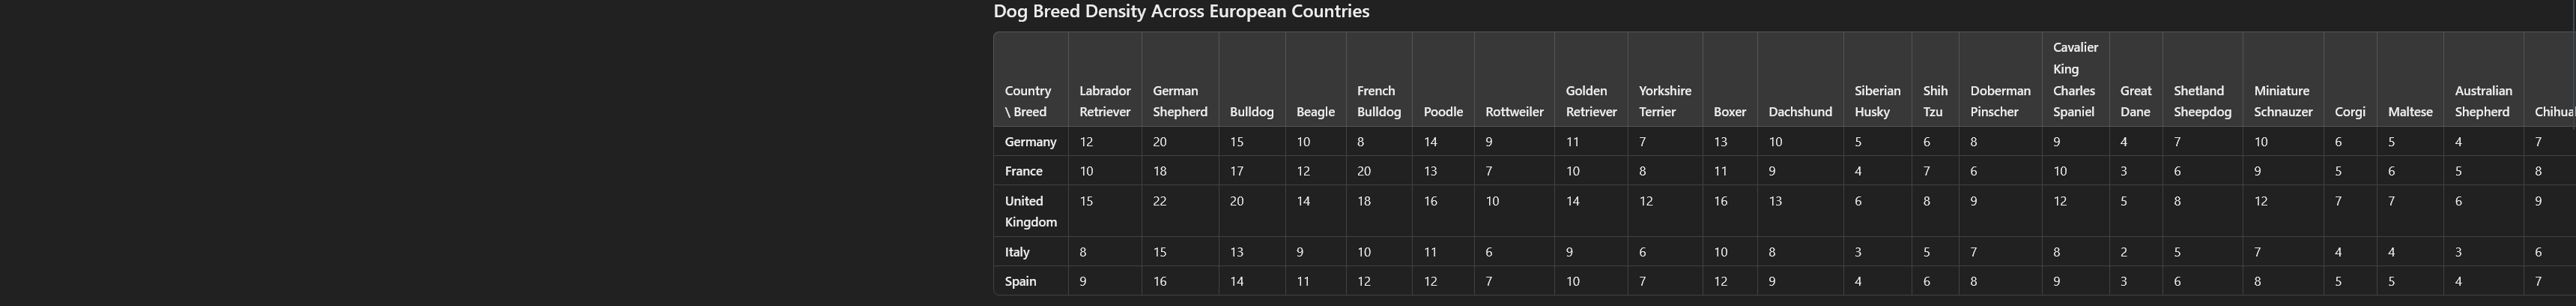 Dog Breed Density Across European Countries
Country \ Breed Labrador Retriever German Shepherd Bulldog Beagle French Bulldog Poodle Rottweiler Golden Retriever Yorkshire Terrier Boxer Dachshund Siberian Husky Shih Tzu Doberman Pinscher Cavalier King Charles Spaniel Great Dane Shetland Sheepdog Miniature Schnauzer Corgi Maltese Australian Shepherd
Germany 12 20 15 10 8 14 9 11 7 13 10 5 6 8 9 4 7 10 6 5 4 7
France 10 18 17 12 20 13 7 10 8 11 9 4 7 6 10 3 6 9 5 6 5 8
United Kingdom 15 22 20 14 18 16 10 14 12 16 13 6 8 9 12 5 8 12 7 7 6 9
Italy 8 15 13 9 10 11 6 9 6 10 8 3 5 7 8 2 5 7 4 4 3 6
Spain 9 16 14 11 12 12 7 10 7 12 9 4 6 8 9 3 6 8 5 5 4 7